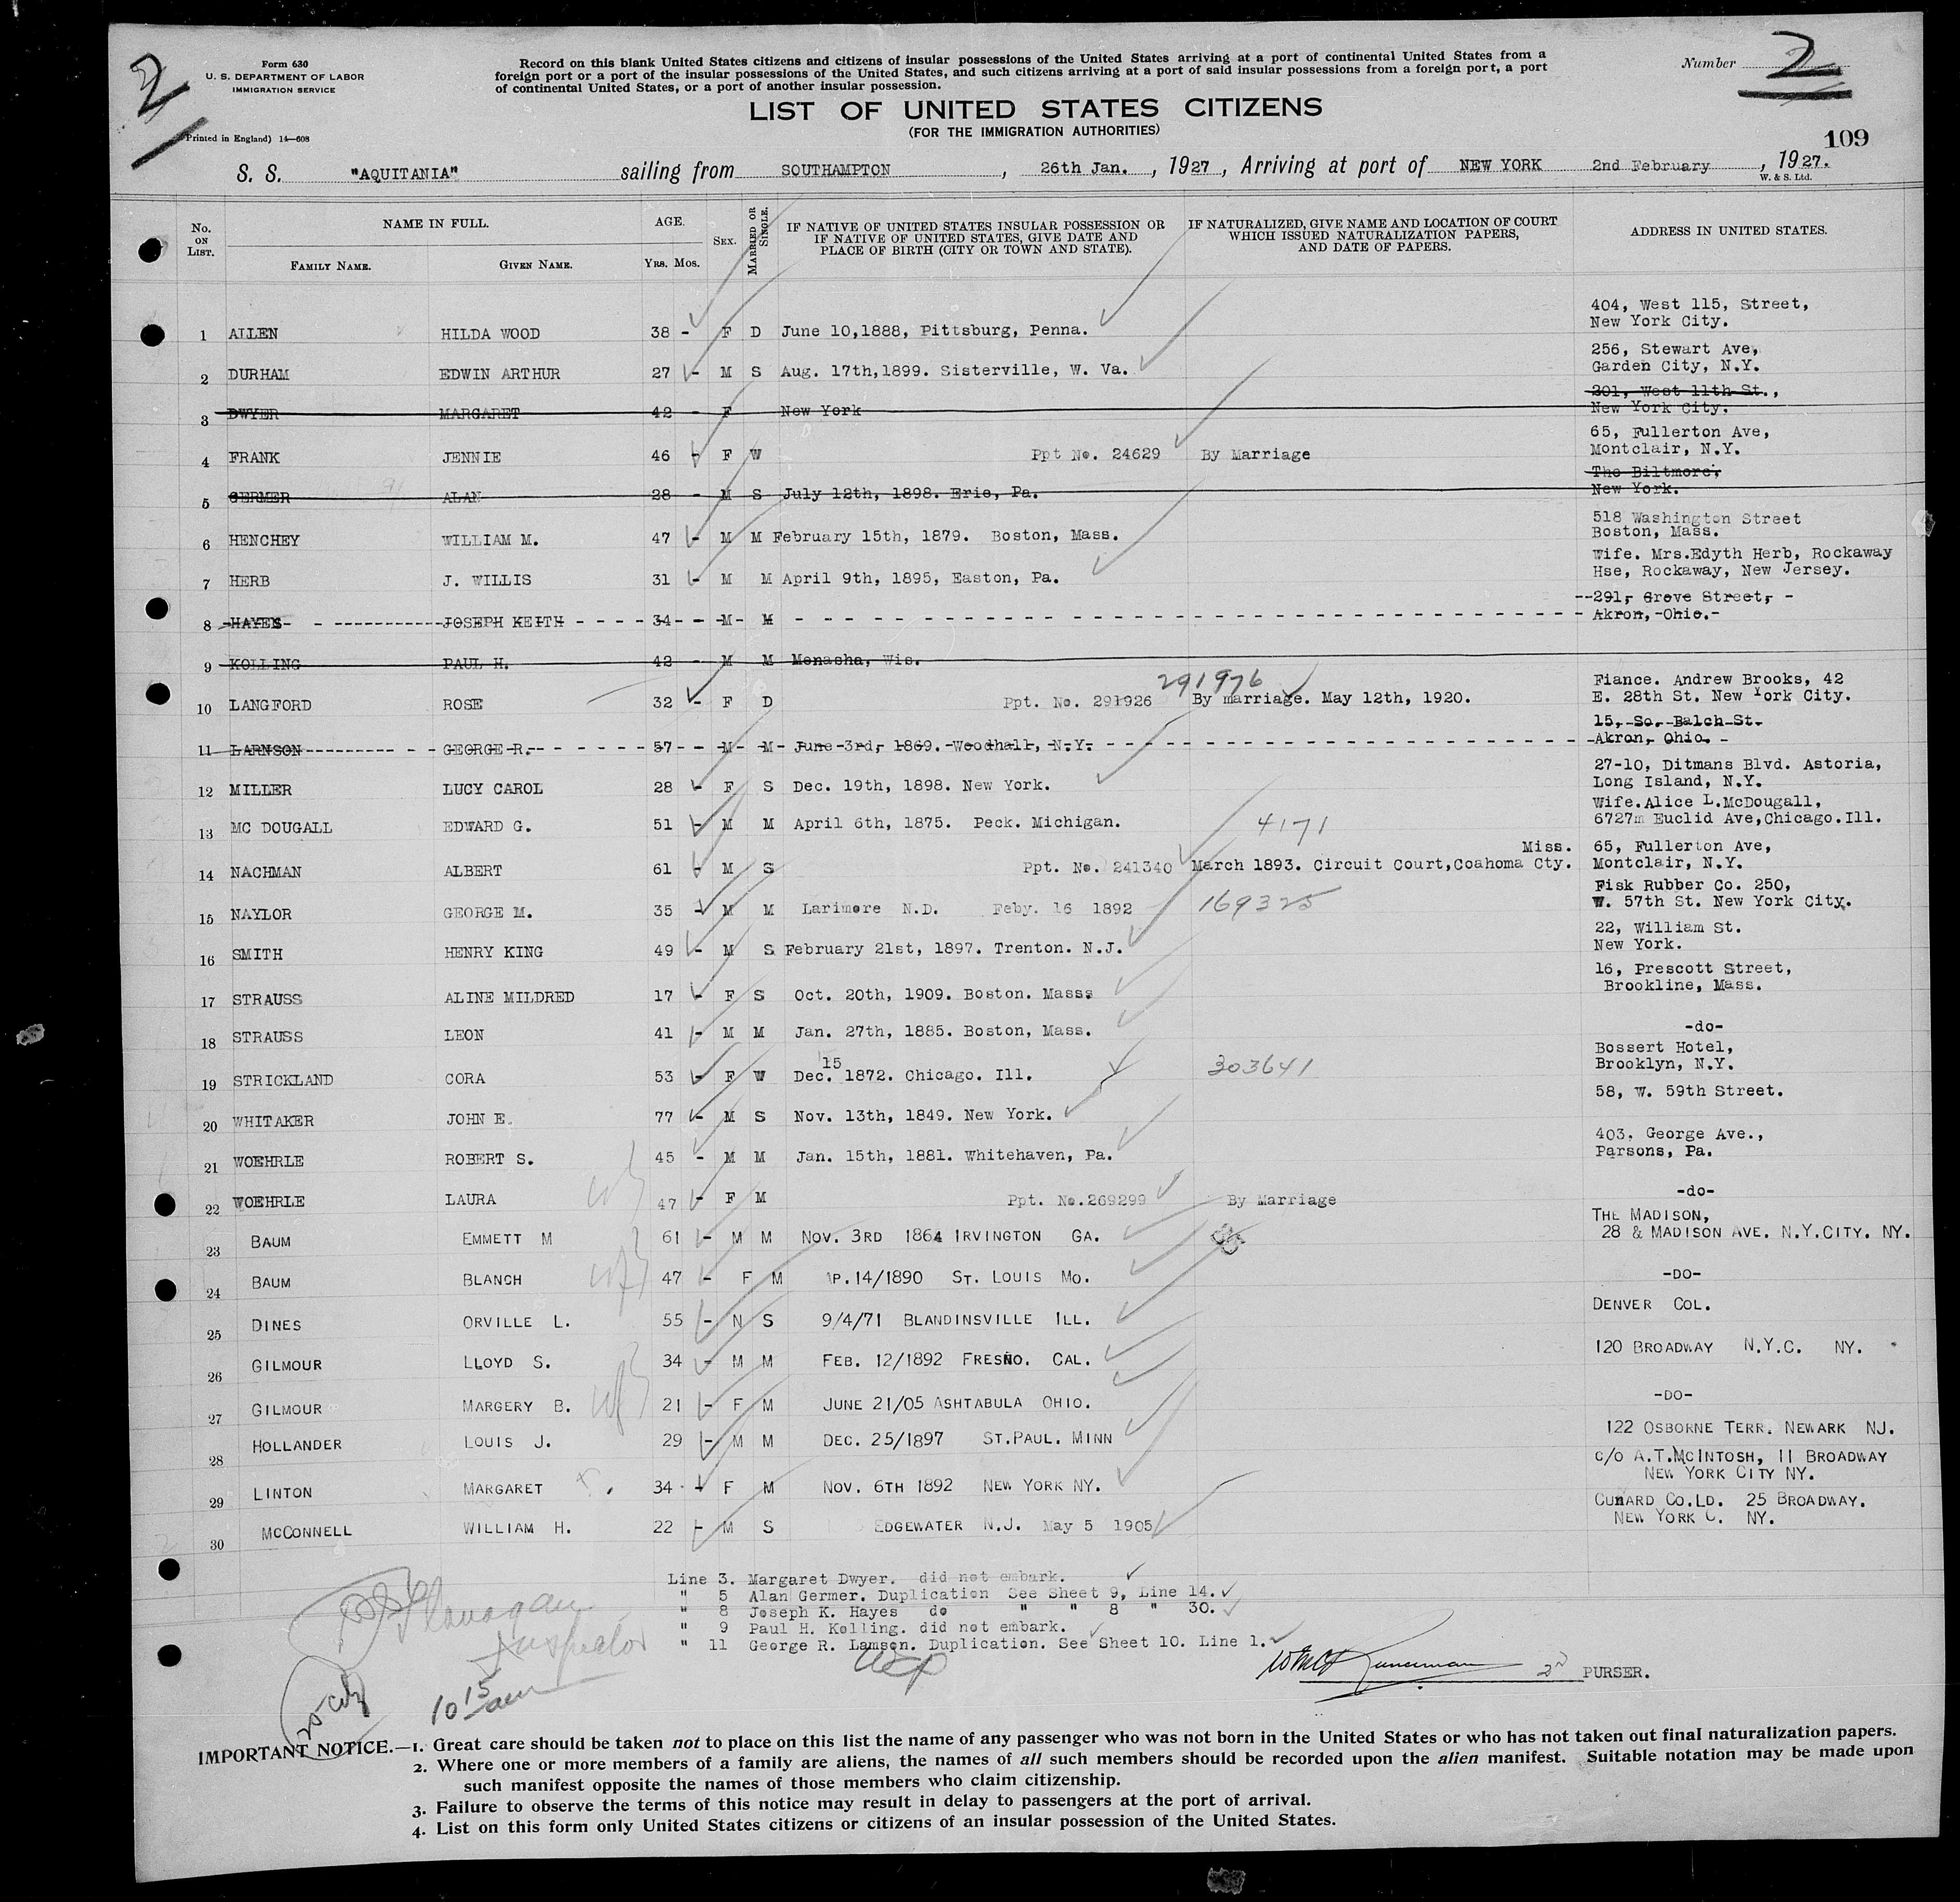 2
Form 630
U. S. DEPARTMENT OF LABOR
IMMIGRATION SERVICE
(Printed in England) 14—608
Record on this blank United States citizens and citizens of insular possessions of the United States arriving at a port of continental United States from a
foreign port or a port of the insular possessions of the United States, and such citizens arriving at a port of said insular possessions from a foreign port, a port
of continental United States, or a port of another insular possession.
Number 2
LIST OF UNITED STATES CITIZENS
(FOR THE IMMIGRATION AUTHORITIES)
109
S. S. "AQUITANIA" sailing from SOUTHAMPTON, 26th Jan., 1927, Arriving at port of NEW YORK 2nd February, 1927.
W. & S. Ltd.
No. ON LIST. NAME IN FULL. AGE. SEX. MARRIED OR SINGLE. IF NATIVE OF UNITED STATES INSULAR POSSESSION OR IF NATIVE OF UNITED STATES, GIVE DATE AND PLACE OF BIRTH (CITY OR TOWN AND STATE). IF NATURALIZED, GIVE NAME AND LOCATION OF COURT WHICH ISSUED NATURALIZATION PAPERS, AND DATE OF PAPERS. ADDRESS IN UNITED STATES.
FAMILY NAME. GIVEN NAME. YRS. MOS.
1 ALLEN HILDA WOOD 38 - F D June 10,1888, Pittsburg, Penna. 404, West 115, Street, New York City.
2 DURHAM EDWIN ARTHUR 27 - M S Aug. 17th,1899. Sisterville, W. Va. 256, Stewart Ave, Garden City, N.Y.
3 DWYER MARGARET 42 - F New York 201, West 11th St., New York City.
4 FRANK JENNIE 46 - F W Ppt No. 24629 By Marriage 65, Fullerton Ave, Montclair, N.Y.
5 GERMER ALAN 28 - M S July 12th, 1898. Erie, Pa. The Biltmore, New York.
6 HENCHEY WILLIAM M. 47 - M M February 15th, 1879. Boston, Mass. 518 Washington Street Boston, Mass.
7 HERB J. WILLIS 31 - M M April 9th, 1895, Easton, Pa. Wife. Mrs.Edyth Herb, Rockaway Hse, Rockaway, New Jersey.
8 HAYES JOSEPH KEITH 34 - M M 291, Grove Street, Akron, Ohio.
9 KOLLING PAUL H. 42 - M M Menasha, Wis.
291976
10 LANGFORD ROSE 32 - F D Ppt. No. 291926 By marriage. May 12th, 1920. Fiance. Andrew Brooks, 42 E. 28th St. New York City.
11 LARNSON GEORGE R. 57 - M M June 3rd, 1869. Woodhall, N.Y. 15, So. Balch St. Akron, Ohio.
12 MILLER LUCY CAROL 28 - F S Dec. 19th, 1898. New York. 27-10, Ditmans Blvd. Astoria, Long Island, N.Y.
13 MC DOUGALL EDWARD G. 51 - M M April 6th, 1875. Peck. Michigan. 4171 Wife.Alice L.McDougall, 6727m Euclid Ave,Chicago.Ill.
14 NACHMAN ALBERT 61 - M S Ppt. No. 241340 March 1893. Circuit Court,Coahoma Cty. Miss. 65, Fullerton Ave, Montclair, N.Y.
15 NAYLOR GEORGE M. 35 - M M Larimore N.D. Feby. 16 1892 169325 Fisk Rubber Co. 250, W. 57th St. New York City.
16 SMITH HENRY KING 49 - M S February 21st, 1897. Trenton. N.J. 22, William St. New York.
17 STRAUSS ALINE MILDRED 17 - F S Oct. 20th, 1909. Boston. Masss 16, Prescott Street, Brookline, Mass.
18 STRAUSS LEON 41 - M M Jan. 27th, 1885. Boston, Mass. -do-
19 STRICKLAND CORA 53 - F W Dec. 15 1872. Chicago. Ill. 303641 Bossert Hotel, Brooklyn, N.Y.
20 WHITAKER JOHN E. 77 - M S Nov. 13th, 1849. New York. 58, W. 59th Street.
21 WOEHRLE ROBERT S. 45 - M M Jan. 15th, 1881. Whitehaven, Pa. 403, George Ave., Parsons, Pa.
22 WOEHRLE LAURA 47 - F M Ppt. No.269299 By Marriage -do-
23 BAUM EMMETT M 61 - M M NOV. 3RD 1864 IRVINGTON GA. THE MADISON, 28 & MADISON AVE. N.Y.CITY. NY.
24 BAUM BLANCH 47 - F M AP.14/1890 ST. LOUIS MO. -DO-
25 DINES ORVILLE L. 55 - N S 9/4/71 BLANDINSVILLE ILL. DENVER COL.
26 GILMOUR LLOYD S. 34 - M M FEB. 12/1892 FRESNO. CAL. 120 BROADWAY N.Y.C. NY.
27 GILMOUR MARGERY B. 21 - F M JUNE 21/05 ASHTABULA OHIO. -DO-
28 HOLLANDER LOUIS J. 29 - M M DEC. 25/1897 ST.PAUL. MINN 122 OSBORNE TERR. NEWARK NJ.
29 LINTON MARGARET 34 - F M NOV. 6TH 1892 NEW YORK NY. C/O A.T.MCINTOSH, 11 BROADWAY NEW YORK CITY NY.
30 MCCONNELL WILLIAM H. 22 - M S EDGEWATER N.J. May 5 1905 CUNARD CO.LD. 25 BROADWAY. NEW YORK C. NY.
Line 3. Margaret Dwyer. did not embark.
" 5 Alan Germer. Duplication See Sheet 9, Line 14.
" 8 Joseph K. Hayes do " " 8 " 30.
" 9 Paul H. Kolling. did not embark.
" 11 George R. Lamson. Duplication. See Sheet 10. Line 1.
Flanagan
Inspector
10 15 am
2nd PURSER.
IMPORTANT NOTICE.—1. Great care should be taken not to place on this list the name of any passenger who was not born in the United States or who has not taken out final naturalization papers.
2. Where one or more members of a family are aliens, the names of all such members should be recorded upon the alien manifest. Suitable notation may be made upon
such manifest opposite the names of those members who claim citizenship.
3. Failure to observe the terms of this notice may result in delay to passengers at the port of arrival.
4. List on this form only United States citizens or citizens of an insular possession of the United States.